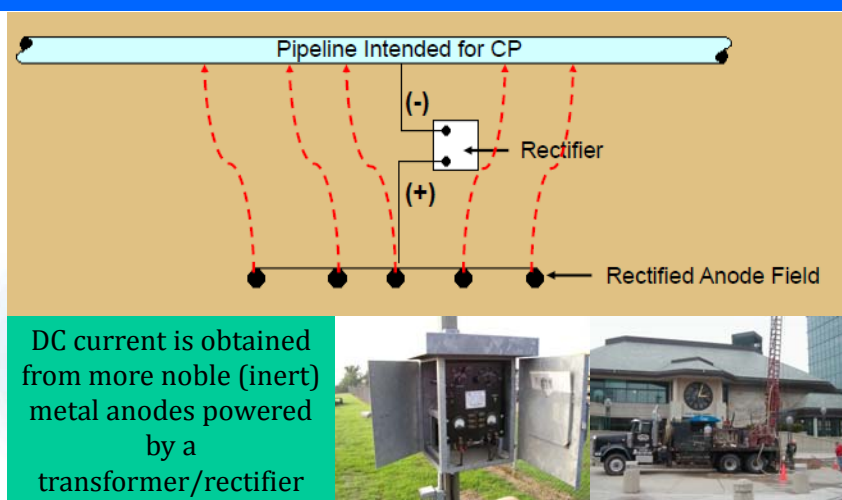 Pipeline Intended for CP
(-)
Rectifier
(+)
Rectified Anode Field
DC current is obtained
from more noble (inert)
metal anodes powered
by a
transformer/rectifier